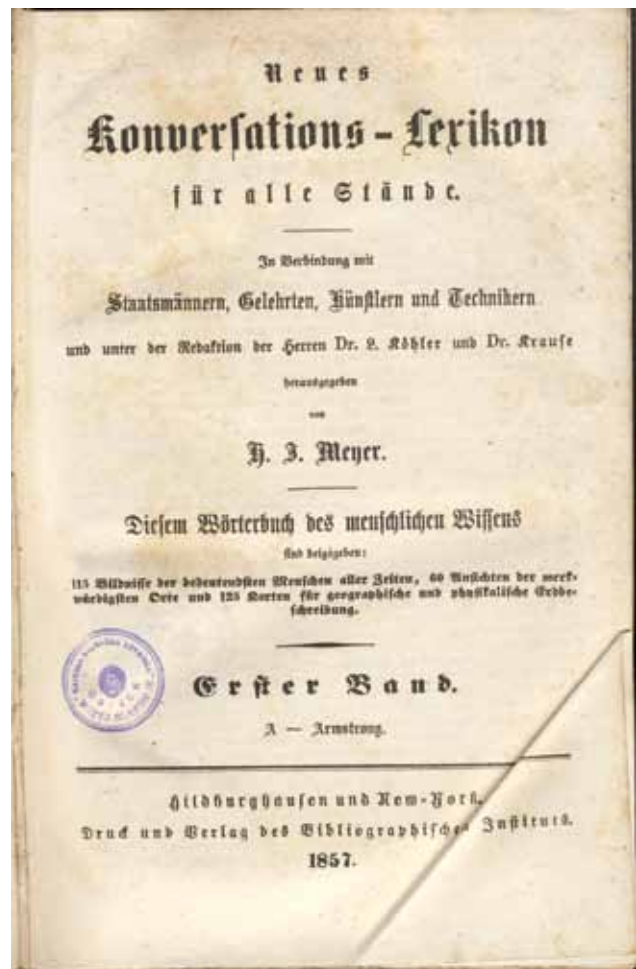 Neues
Konversations-Lexikon
für alle Stände.
In Verbindung mit
Staatsmännern, Gelehrten, Künstlern und Technikern
und unter der Redaktion der Herren Dr. L. Köhler und Dr. Krause
herausgegeben
von
H. J. Meyer.
Diesem Wörterbuch des menschlichen Wissens
sind beigegeben:
115 Bildnisse der bedeutendsten Menschen aller Zeiten, 60 Ansichten der merk-
würdigsten Orte und 125 Karten für geographische und physikalische Erdbe-
schreibung.
Erster Band.
A — Armstrong.
Hildburghausen und New-York.
Druck und Verlag des Bibliographischen Instituts.
1857.